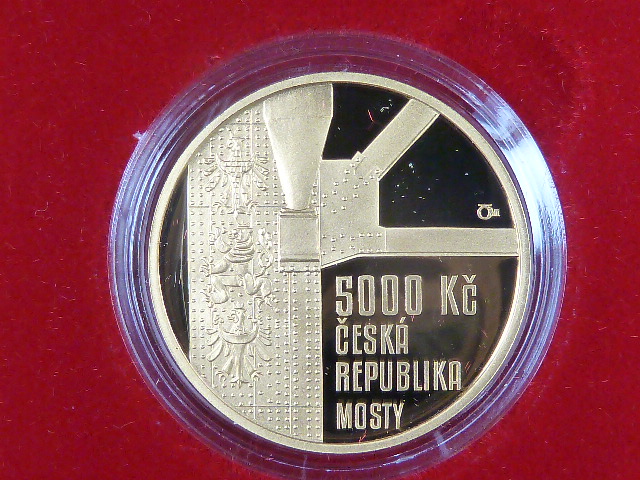 5000 Kč
ČESKÁ
REPUBLIKA
MOSTY